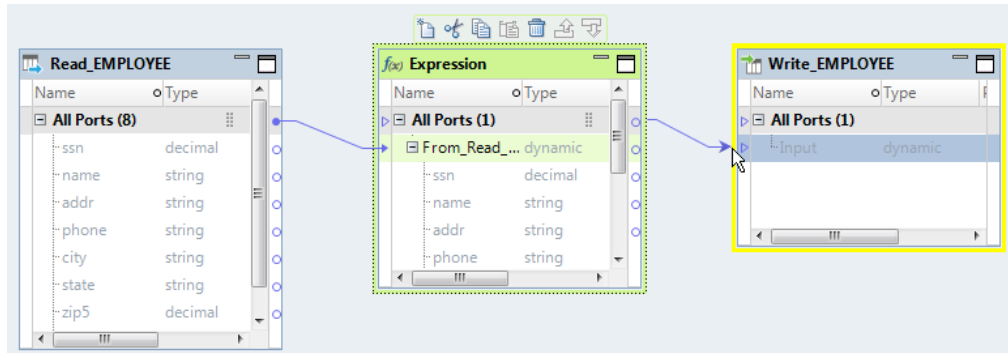 Read_EMPLOYEE
Name Type
All Ports (8)
ssn decimal
name string
addr string
phone string
city string
state string
zip5 decimal
f(x) Expression
Name Type
All Ports (1)
From_Read_... dynamic
ssn decimal
name string
addr string
phone string
Write_EMPLOYEE
Name Type
All Ports (1)
Input dynamic